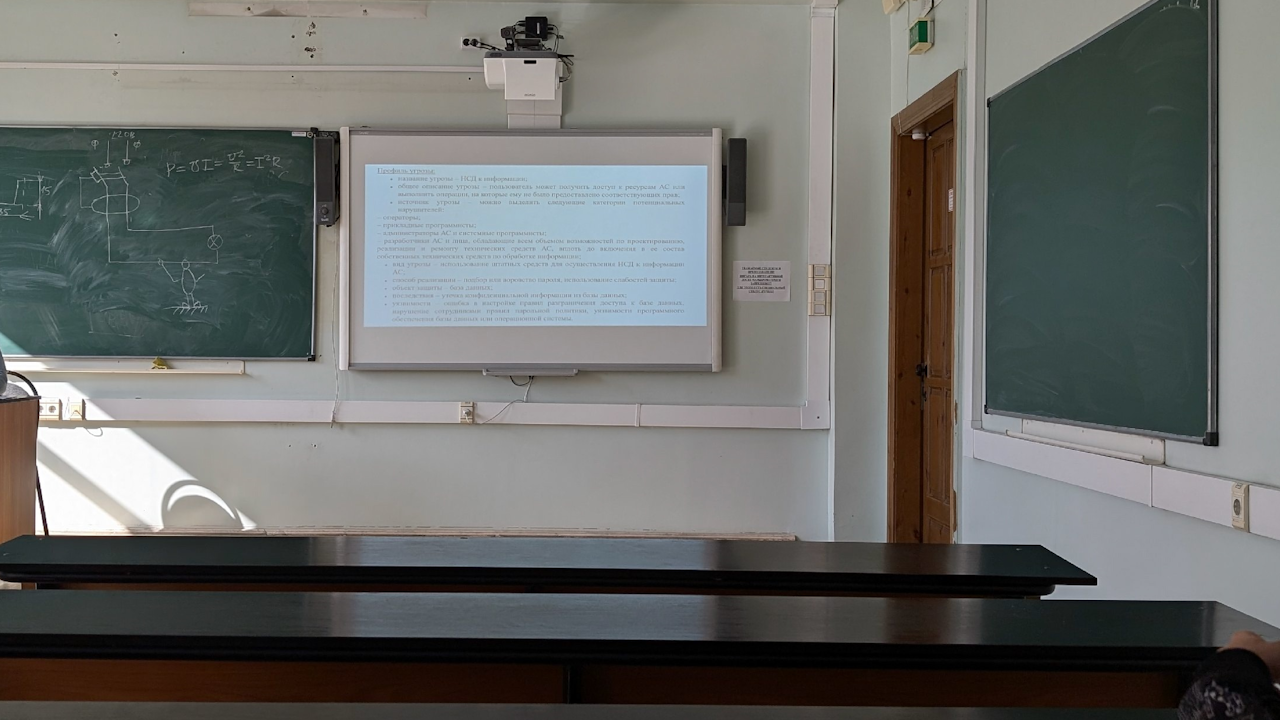 ~220В
P = UI = U²/R = I²R
Профиль угрозы:
• название угрозы – НСД к информации;
• общее описание угрозы – пользователь может получить доступ к ресурсам АС или
выполнить операции, на которые ему не было предоставлено соответствующих прав;
• источник угрозы – можно выделить следующие категории потенциальных
нарушителей:
– операторы;
– прикладные программисты;
– администраторы АС и системные программисты;
– разработчики АС и лица, обладающие всем объемом возможностей по проектированию,
реализации и ремонту технических средств АС, вплоть до включения в ее состав
собственных технических средств по обработке информации;
• вид угрозы – использование штатных средств для осуществления НСД к информации
АС;
• способ реализации – подбор или воровство пароля, использование слабостей защиты;
• объект защиты – база данных;
• последствия – утечка конфиденциальной информации из базы данных;
• уязвимости – ошибка в настройке правил разграничения доступа к базе данных,
нарушение сотрудниками правил парольной политики, уязвимости программного
обеспечения базы данных или операционной системы.